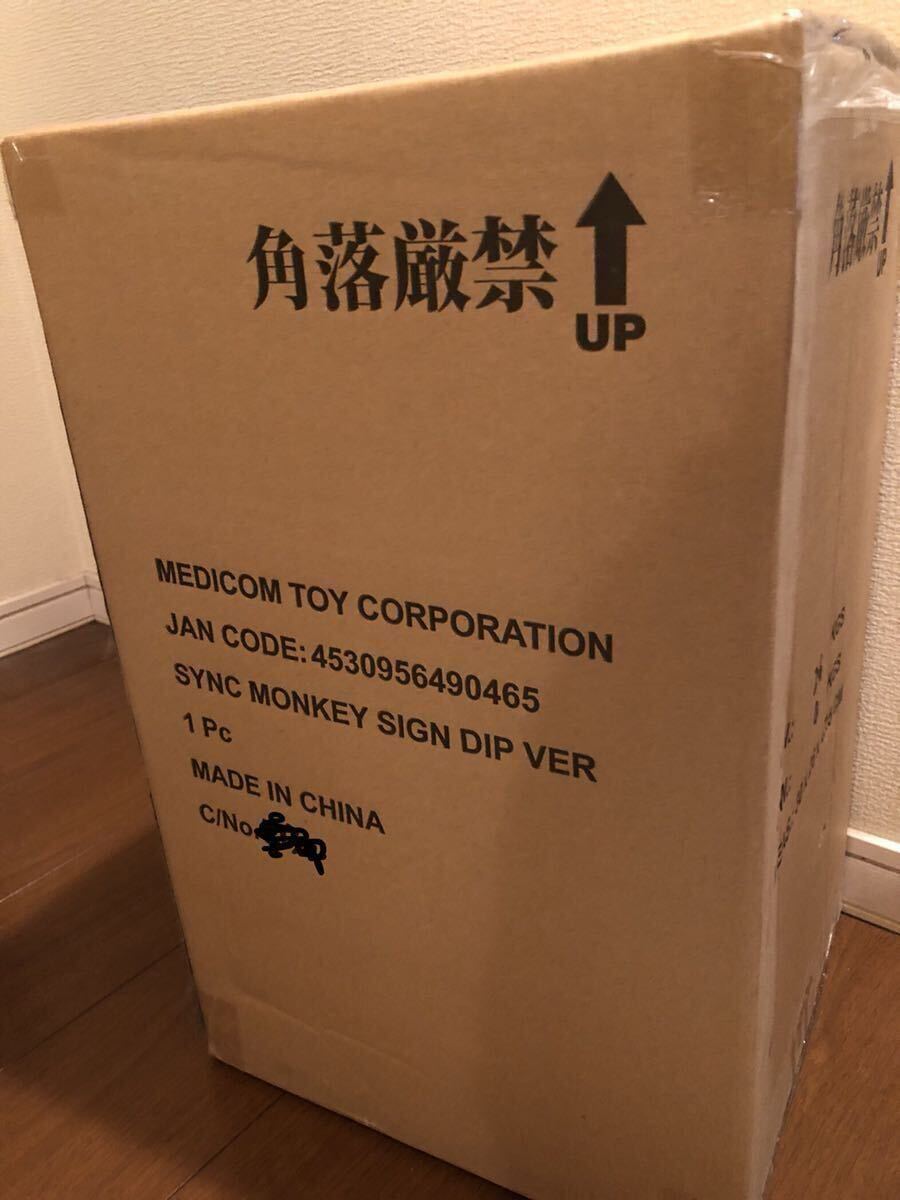 角落厳禁
UP
MEDICOM TOY CORPORATION
JAN CODE: 4530956490465
SYNC MONKEY SIGN DIP VER
1 Pc
MADE IN CHINA
C/No.
角落厳禁
UP